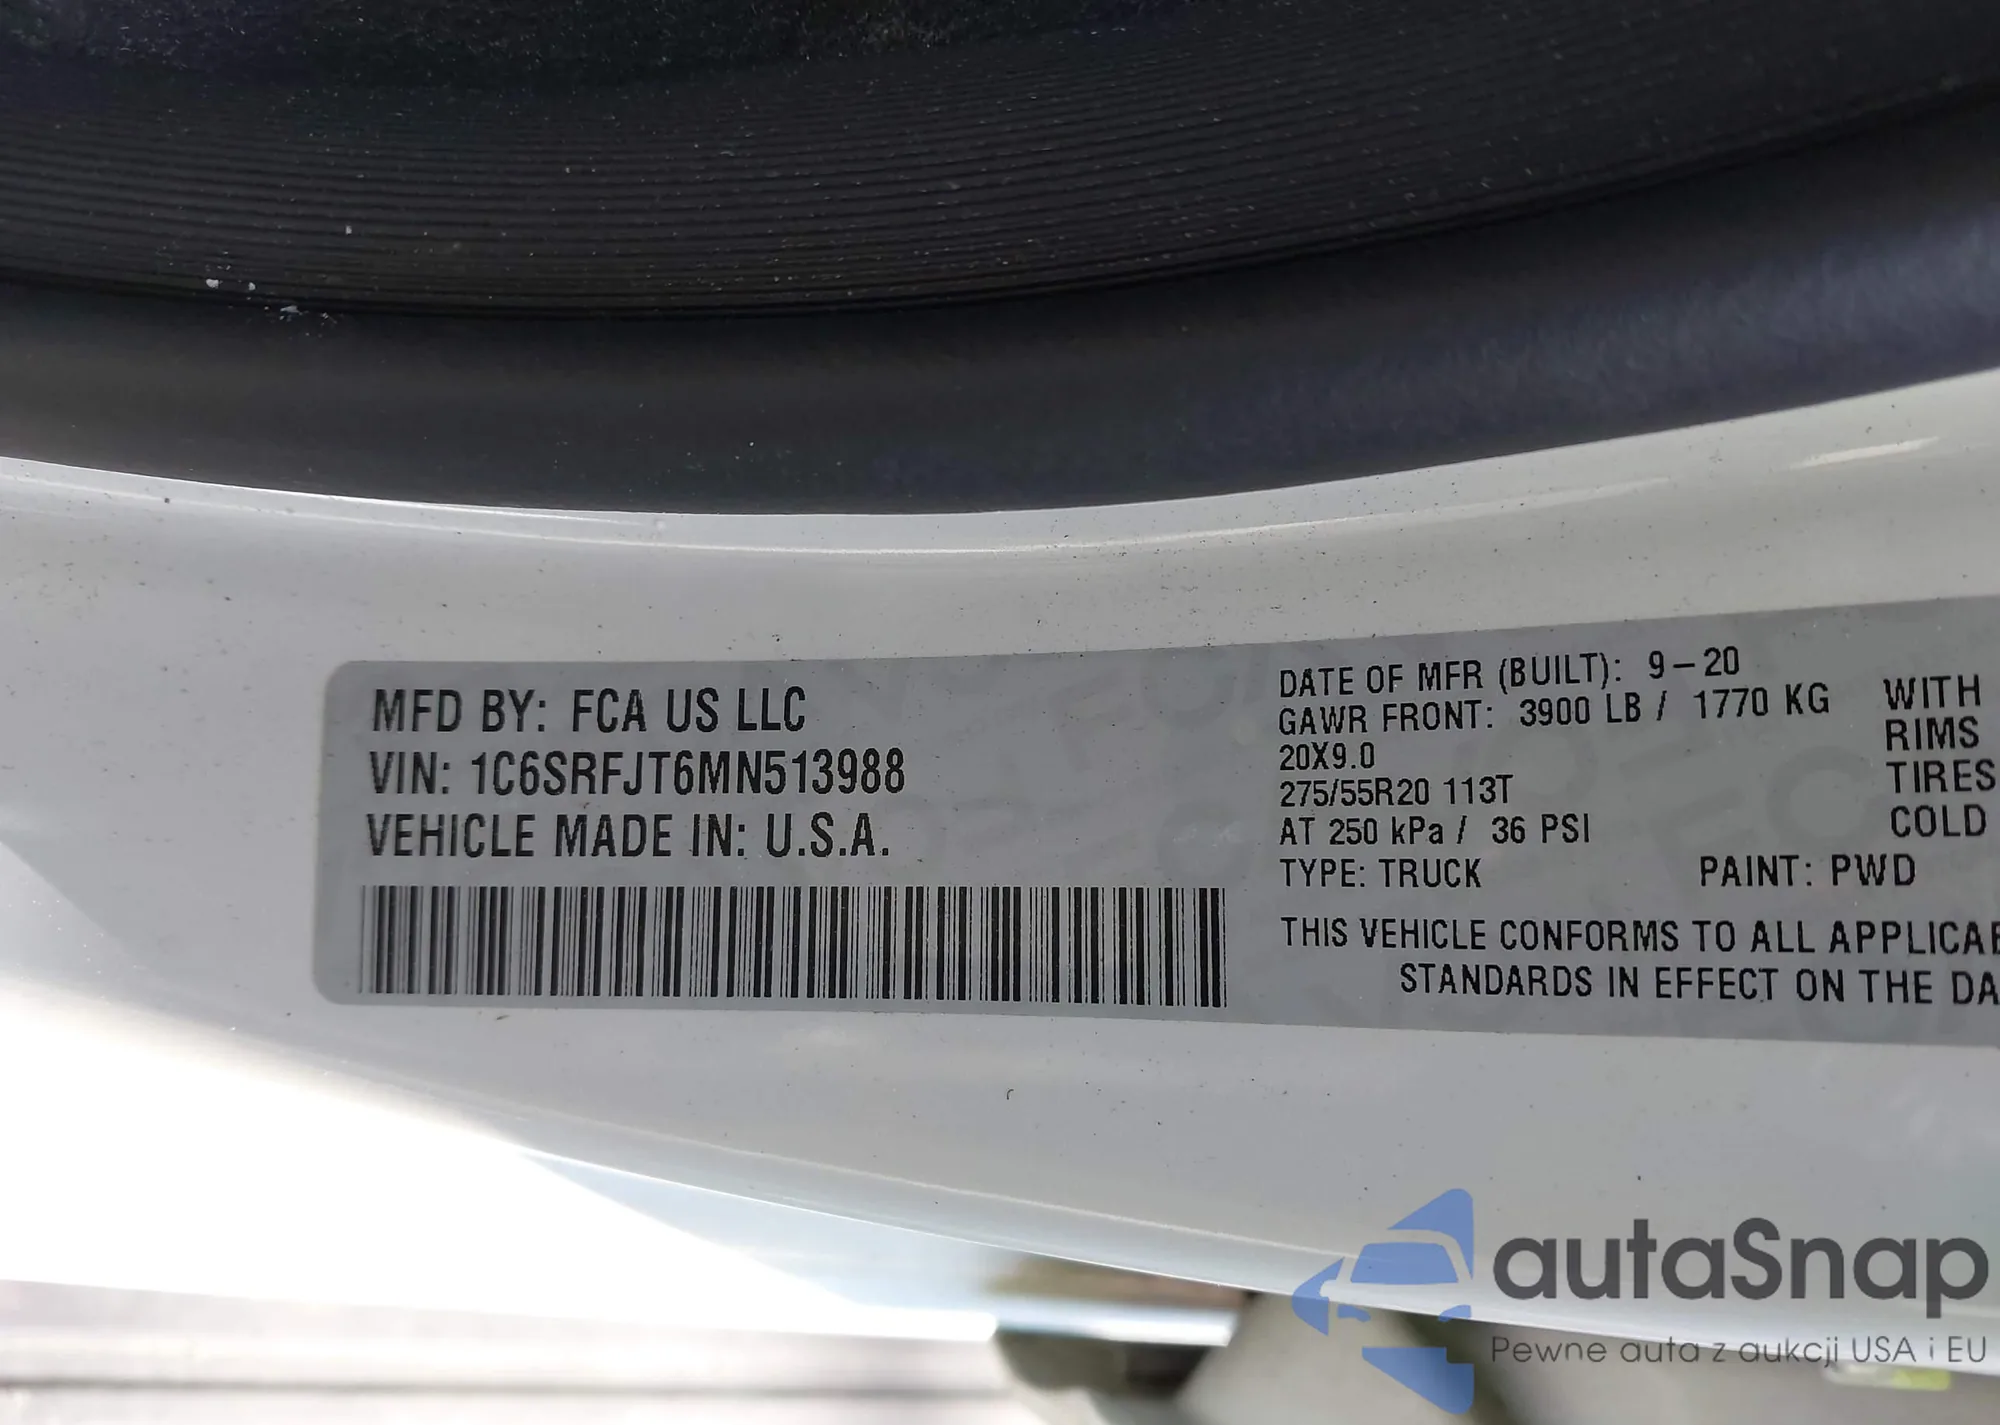 MFD BY: FCA US LLC
VIN: 1C6SRFJT6MN513988
VEHICLE MADE IN: U.S.A.
DATE OF MFR (BUILT): 9-20
GAWR FRONT: 3900 LB / 1770 KG WITH
20X9.0 RIMS
275/55R20 113T TIRES
AT 250 kPa / 36 PSI COLD
TYPE: TRUCK PAINT: PWD
THIS VEHICLE CONFORMS TO ALL APPLICAB
STANDARDS IN EFFECT ON THE DA
autaSnap
Pewne auta z aukcji USA i EU